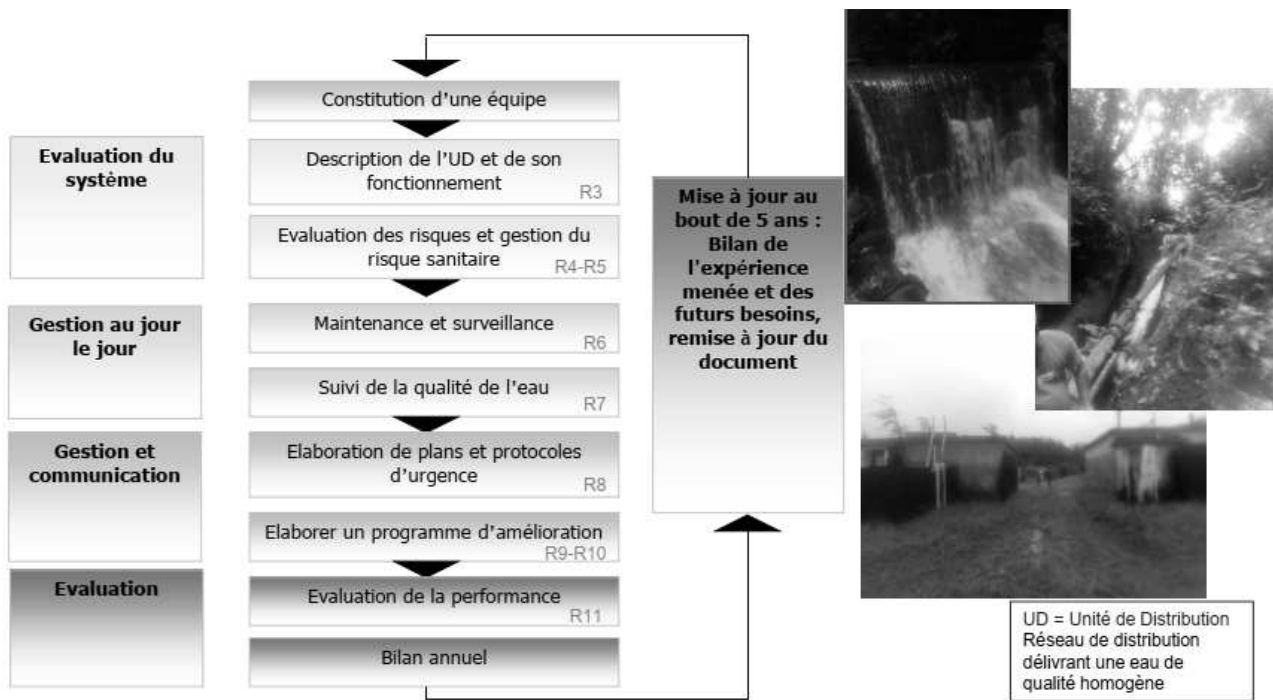 Constitution d'une équipe
Evaluation du
système
Description de l'UD et de son
fonctionnement
R3
Evaluation des risques et gestion du
risque sanitaire
R4-R5
Gestion au jour
le jour
Maintenance et surveillance
R6
Suivi de la qualité de l'eau
R7
Gestion et
communication
Elaboration de plans et protocoles
d'urgence
R8
Elaborer un programme d'amélioration
R9-R10
Evaluation
Evaluation de la performance
R11
Bilan annuel
Mise à jour au
bout de 5 ans :
Bilan de
l'expérience
menée et des
futurs besoins,
remise à jour du
document
UD = Unité de Distribution
Réseau de distribution
délivrant une eau de
qualité homogène